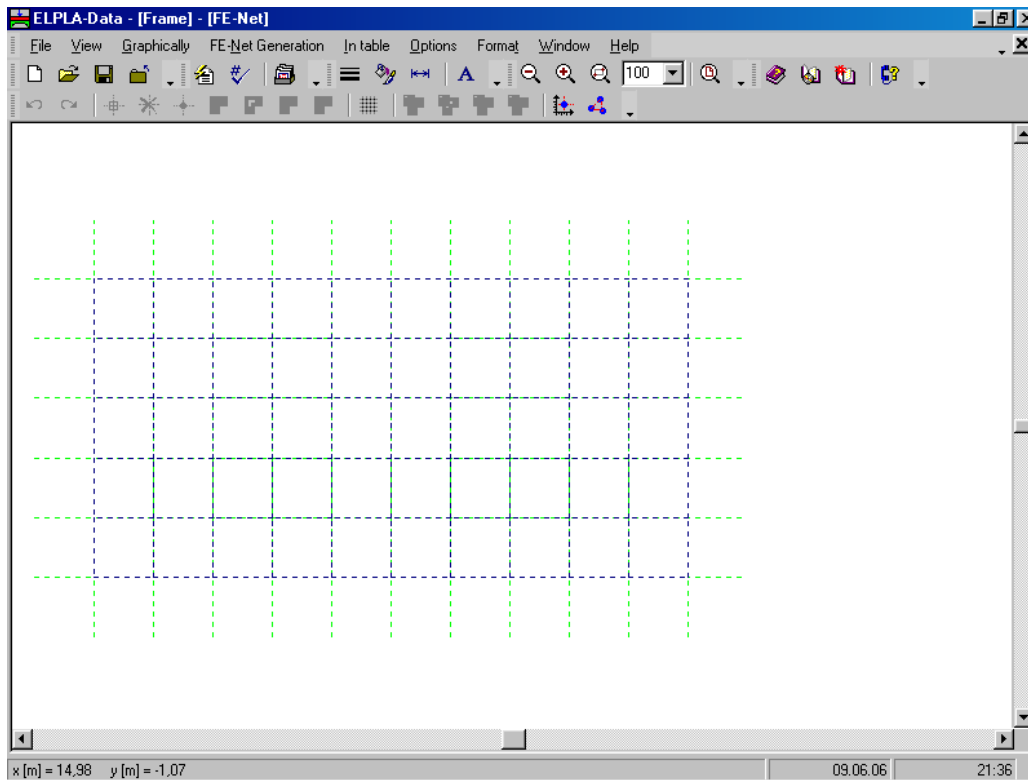 ELPLA-Data - [Frame] - [FE-Net]
File View Graphically FE-Net Generation In table Options Format Window Help
A 100
x [m] = 14,98 y [m] = -1,07 09.06.06 21:36